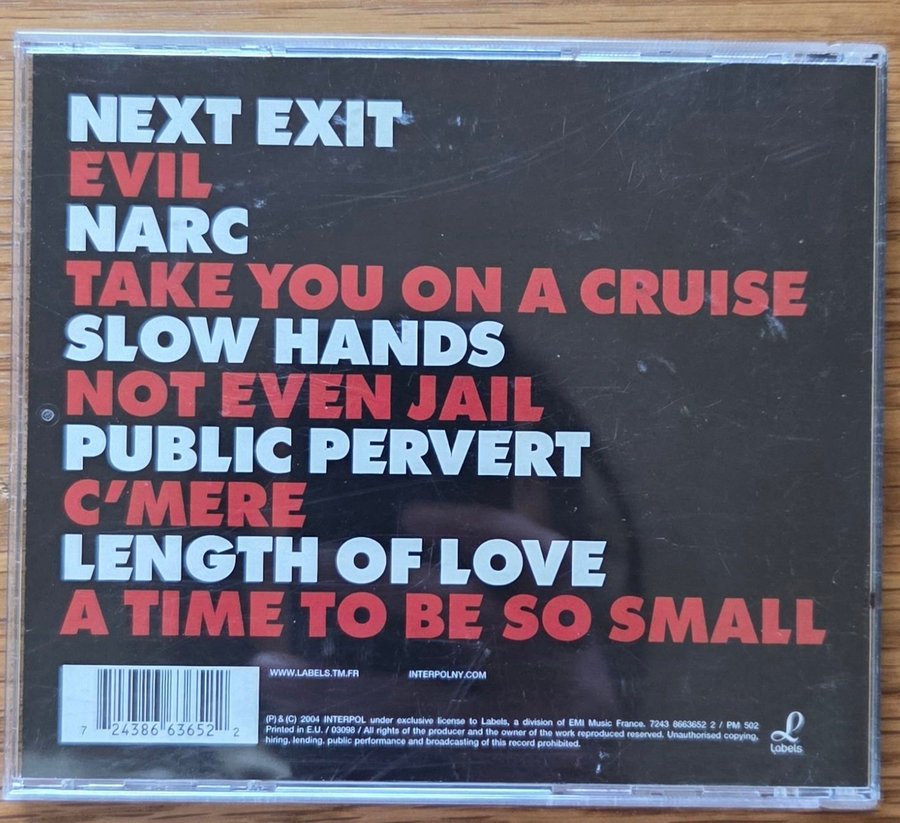 NEXT EXIT
EVIL
NARC
TAKE YOU ON A CRUISE
SLOW HANDS
NOT EVEN JAIL
PUBLIC PERVERT
C'MERE
LENGTH OF LOVE
A TIME TO BE SO SMALL
WWW.LABELS.TM.FR INTERPOLNY.COM
(P) & (C) 2004 INTERPOL under exclusive license to Labels, a division of EMI Music France. 7243 8663652 2 / PM 502
Printed in E.U. / 03098 / All rights of the producer and the owner of the work reproduced reserved. Unauthorised copying,
hiring, lending, public performance and broadcasting of this record prohibited.
7 24386 63652 2
Labels